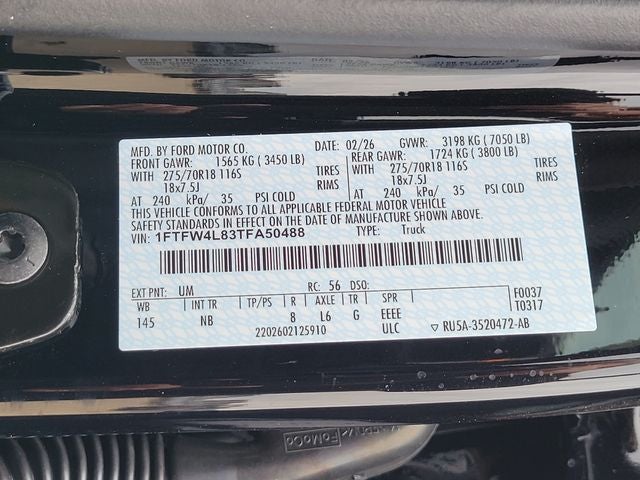 MFD. BY FORD MOTOR CO. DATE: 02/26 GVWR: 3198 KG (7050 LB)
FRONT GAWR: 1565 KG (3450 LB) REAR GAWR: 1724 KG (3800 LB)
WITH 275/70R18 116S TIRES WITH 275/70R18 116S TIRES
18x7.5J RIMS 18x7.5J RIMS
AT 240 kPa/ 35 PSI COLD AT 240 kPa/ 35 PSI COLD
THIS VEHICLE CONFORMS TO ALL APPLICABLE FEDERAL MOTOR VEHICLE
SAFETY STANDARDS IN EFFECT ON THE DATE OF MANUFACTURE SHOWN ABOVE.
VIN: 1FTFW4L83TFA50488 TYPE: Truck
EXT PNT: UM RC: 56 DSO: F0037
WB INT TR TP/PS R AXLE TR SPR T0317
145 NB 8 L6 G EEEE
2202602125910 ULC RU5A-3520472-AB
FoMoCo